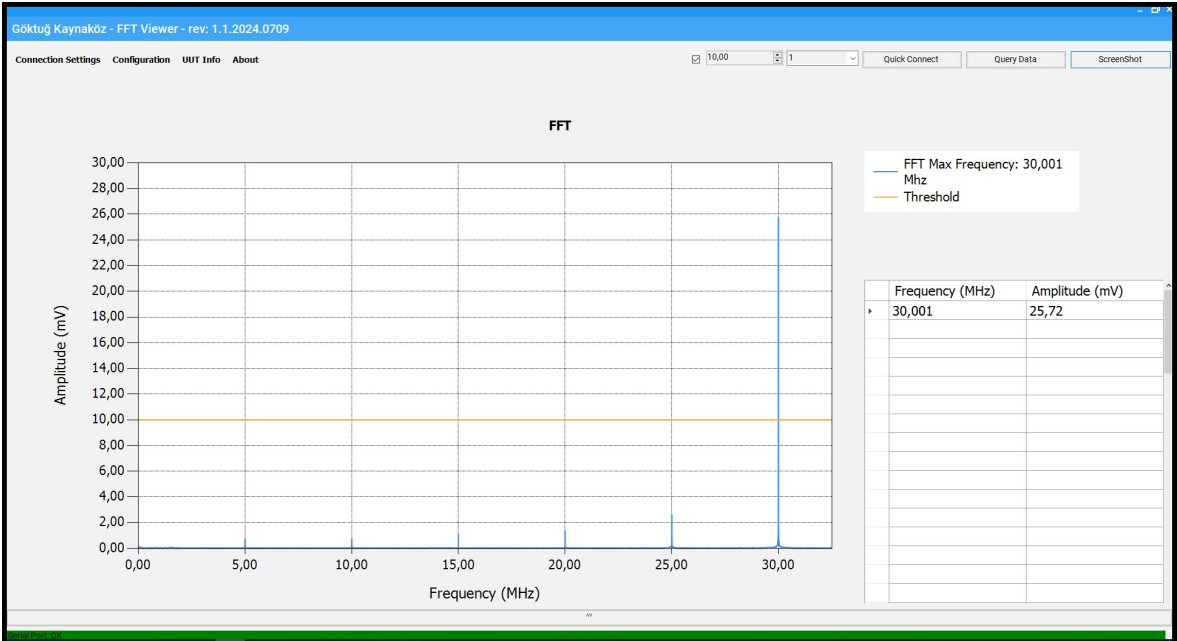 Göktuğ Kaynaköz - FFT Viewer - rev: 1.1.2024.0709
Connection Settings Configuration UUT Info About
10,00 1 Quick Connect Query Data ScreenShot
FFT
30,00
28,00
26,00
24,00
22,00
20,00
18,00
16,00
14,00
12,00
10,00
8,00
6,00
4,00
2,00
0,00
Amplitude (mV)
0,00 5,00 10,00 15,00 20,00 25,00 30,00
Frequency (MHz)
FFT Max Frequency: 30,001
Mhz
Threshold
Frequency (MHz) Amplitude (mV)
30,001 25,72
Serial Port: OK